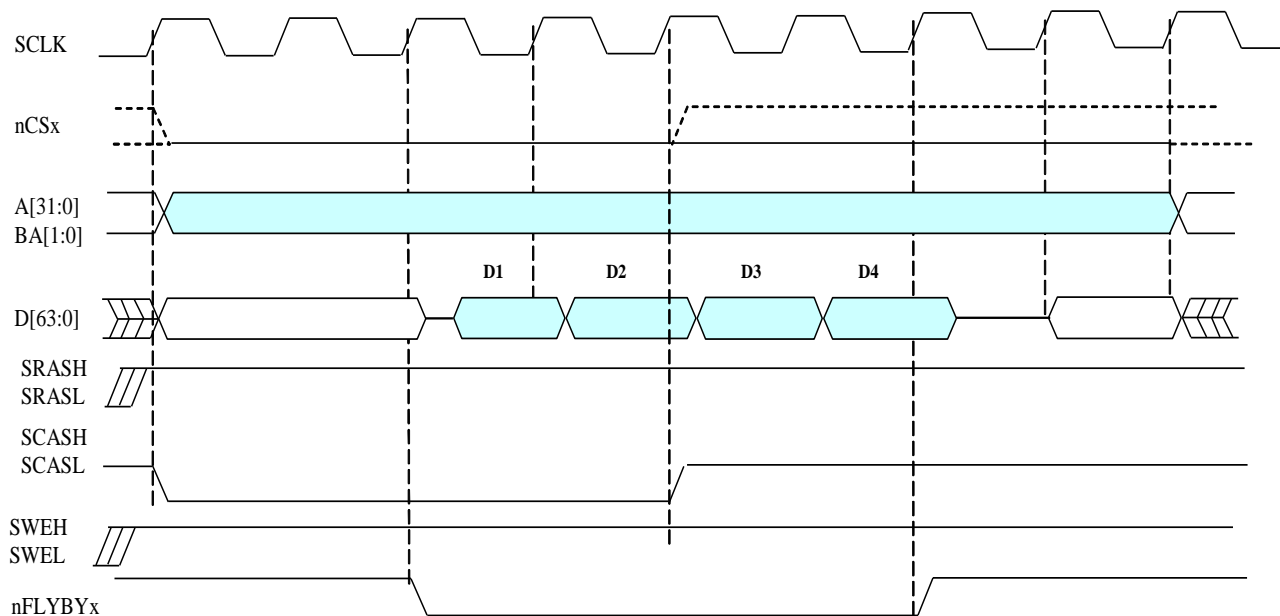 SCLK
nCSx
A[31:0]
BA[1:0]
D1 D2 D3 D4
D[63:0]
SRASH
SRASL
SCASH
SCASL
SWEH
SWEL
nFLYBYx